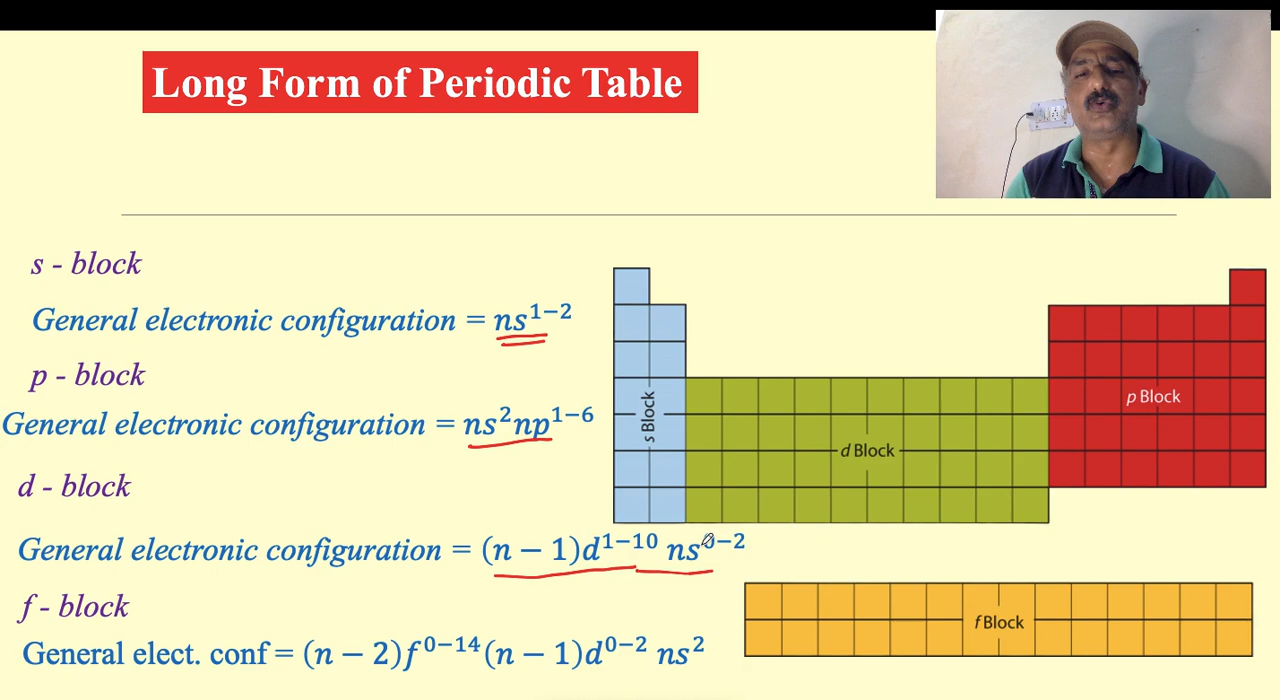 Long Form of Periodic Table
s - block
General electronic configuration = ns¹⁻²
p - block
General electronic configuration = ns²np¹⁻⁶
d - block
General electronic configuration = (n − 1)d¹⁻¹⁰ ns⁰⁻²
f - block
General elect. conf = (n − 2)f⁰⁻¹⁴(n − 1)d⁰⁻² ns²
s Block
d Block
p Block
f Block